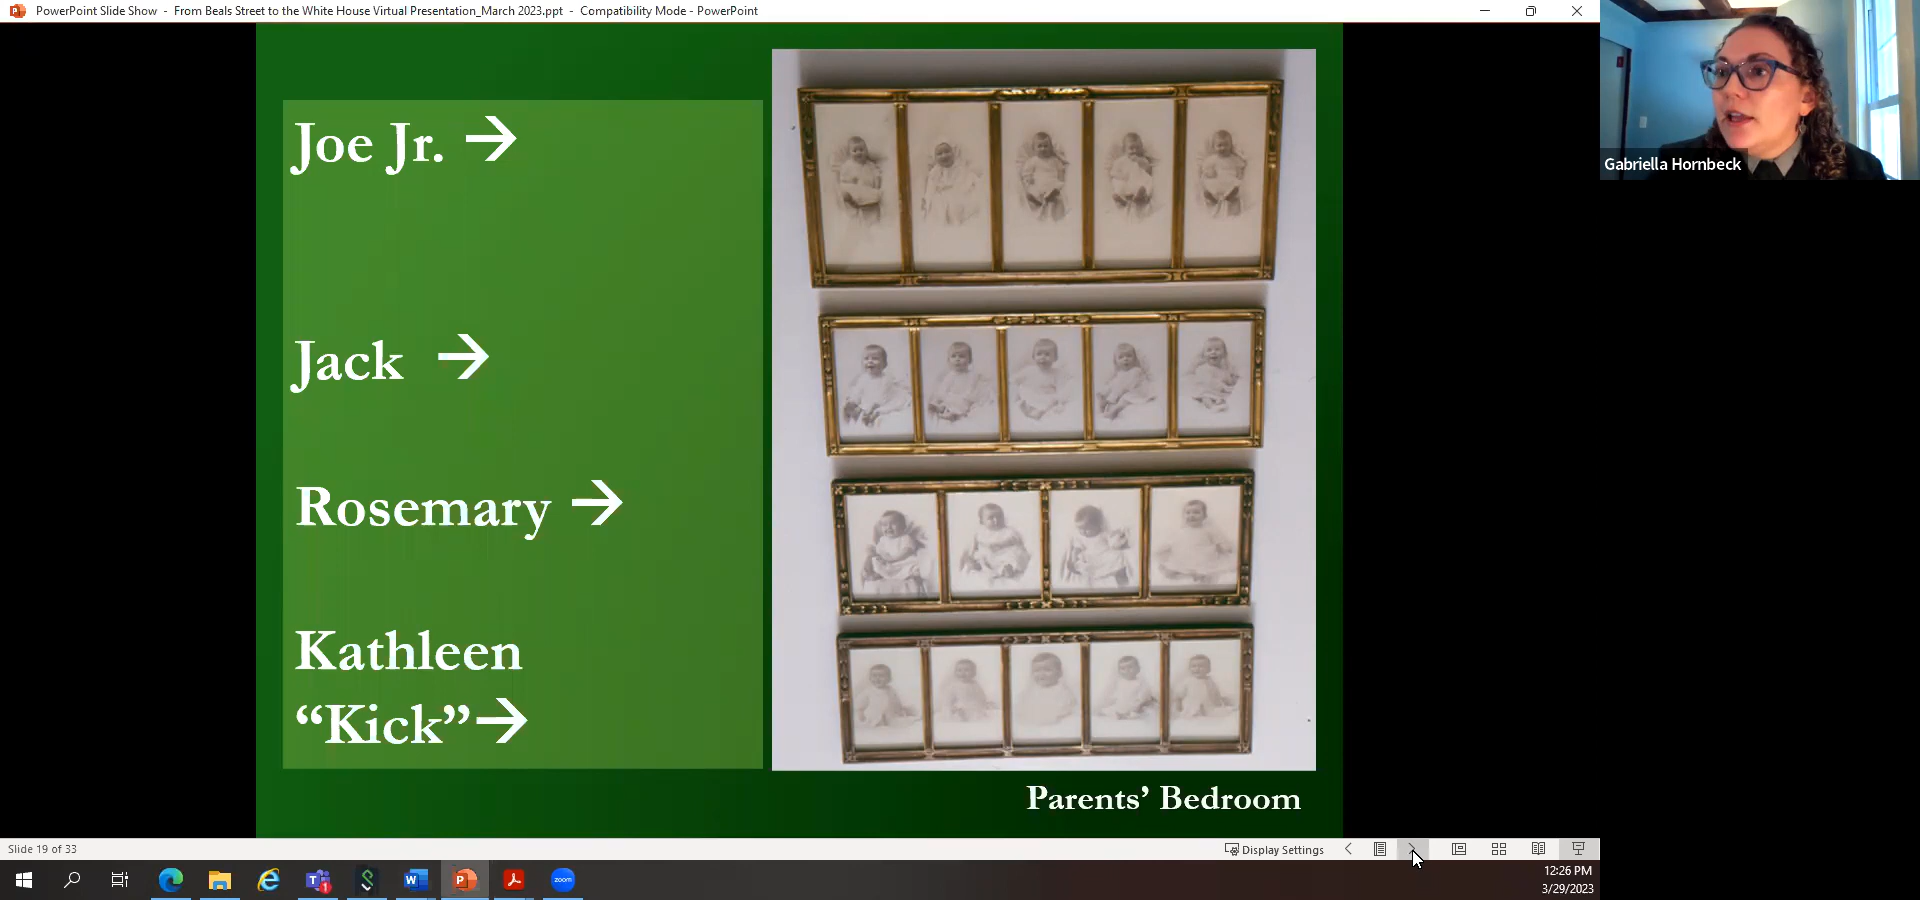 PowerPoint Slide Show - From Beals Street to the White House Virtual Presentation_March 2023.ppt - Compatibility Mode - PowerPoint
Joe Jr. →
Jack →
Rosemary →
Kathleen
“Kick”→
Parents’ Bedroom
Gabriella Hornbeck
Slide 19 of 33
Display Settings
1
zoom
12:26 PM
3/29/2023